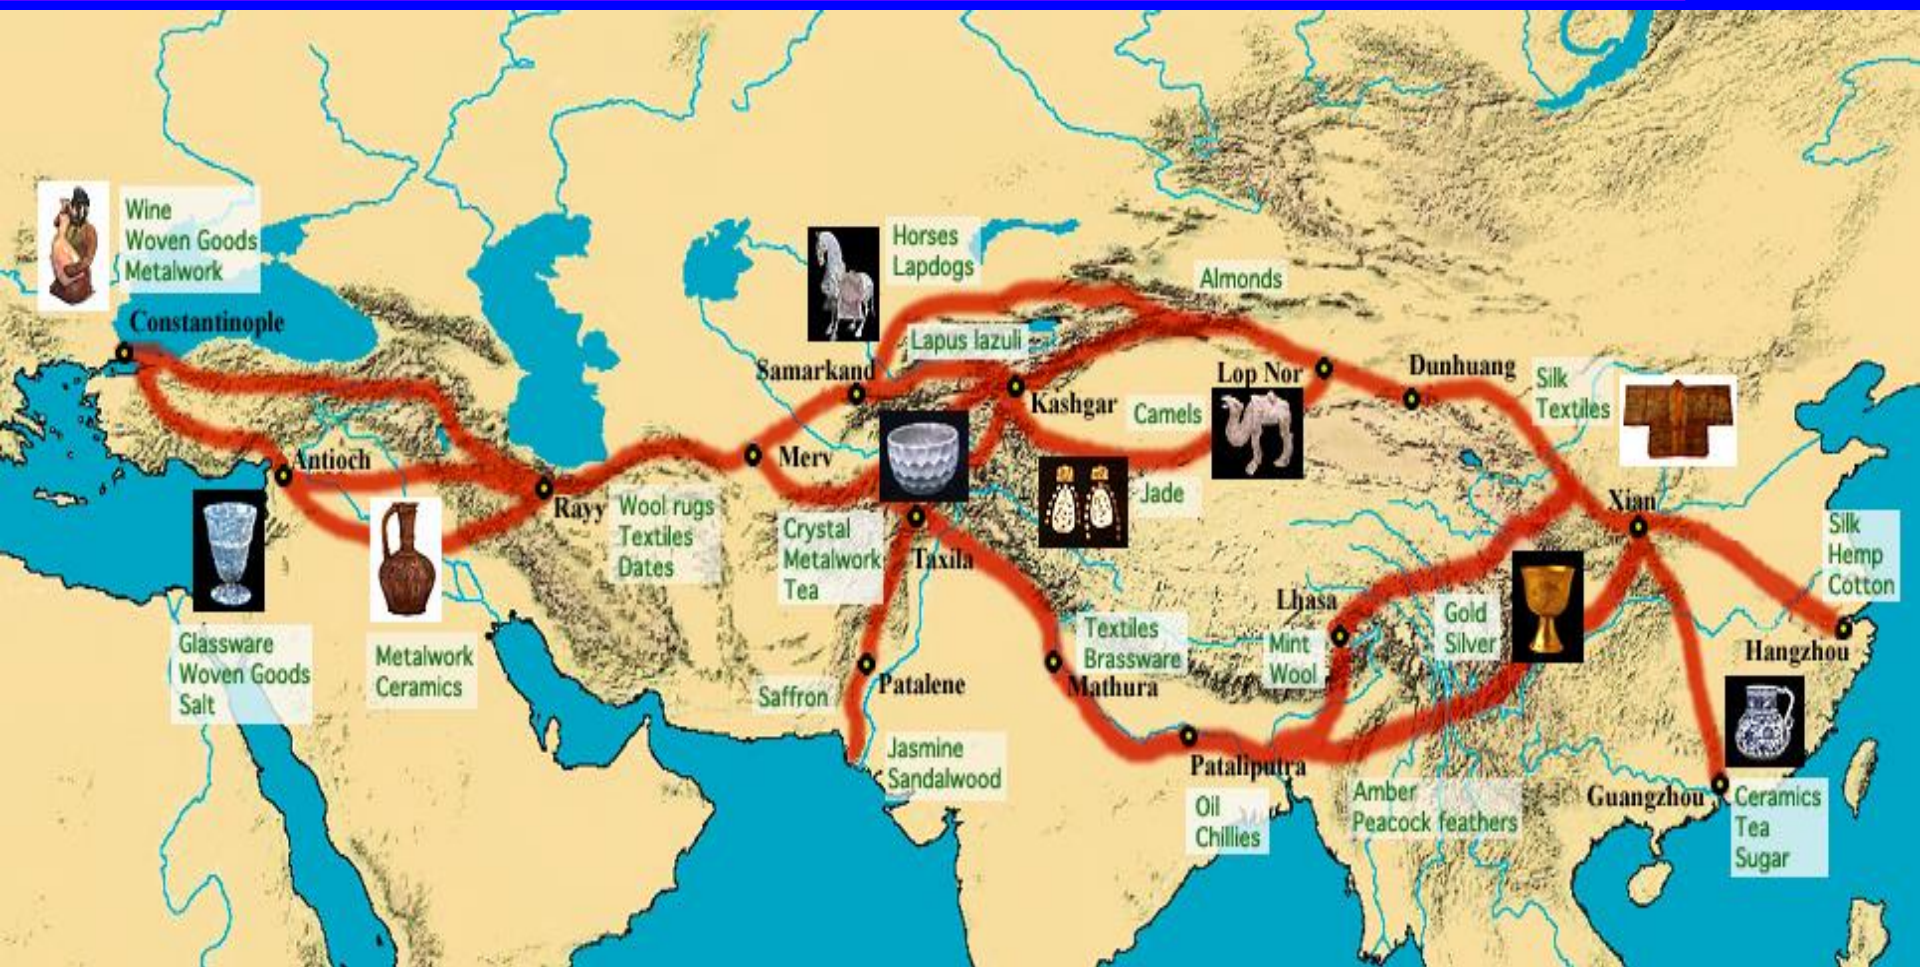 Wine
Woven Goods
Metalwork
Constantinople
Antioch
Glassware
Woven Goods
Salt
Metalwork
Ceramics
Rayy
Wool rugs
Textiles
Dates
Horses
Lapdogs
Lapus lazuli
Samarkand
Merv
Crystal
Metalwork
Tea
Taxila
Saffron
Patalene
Jasmine
Sandalwood
Kashgar
Almonds
Camels
Lop Nor
Jade
Dunhuang
Silk
Textiles
Textiles
Brassware
Mathura
Pataliputra
Oil
Chillies
Lhasa
Mint
Wool
Gold
Silver
Amber
Peacock feathers
Xian
Silk
Hemp
Cotton
Hangzhou
Guangzhou
Ceramics
Tea
Sugar